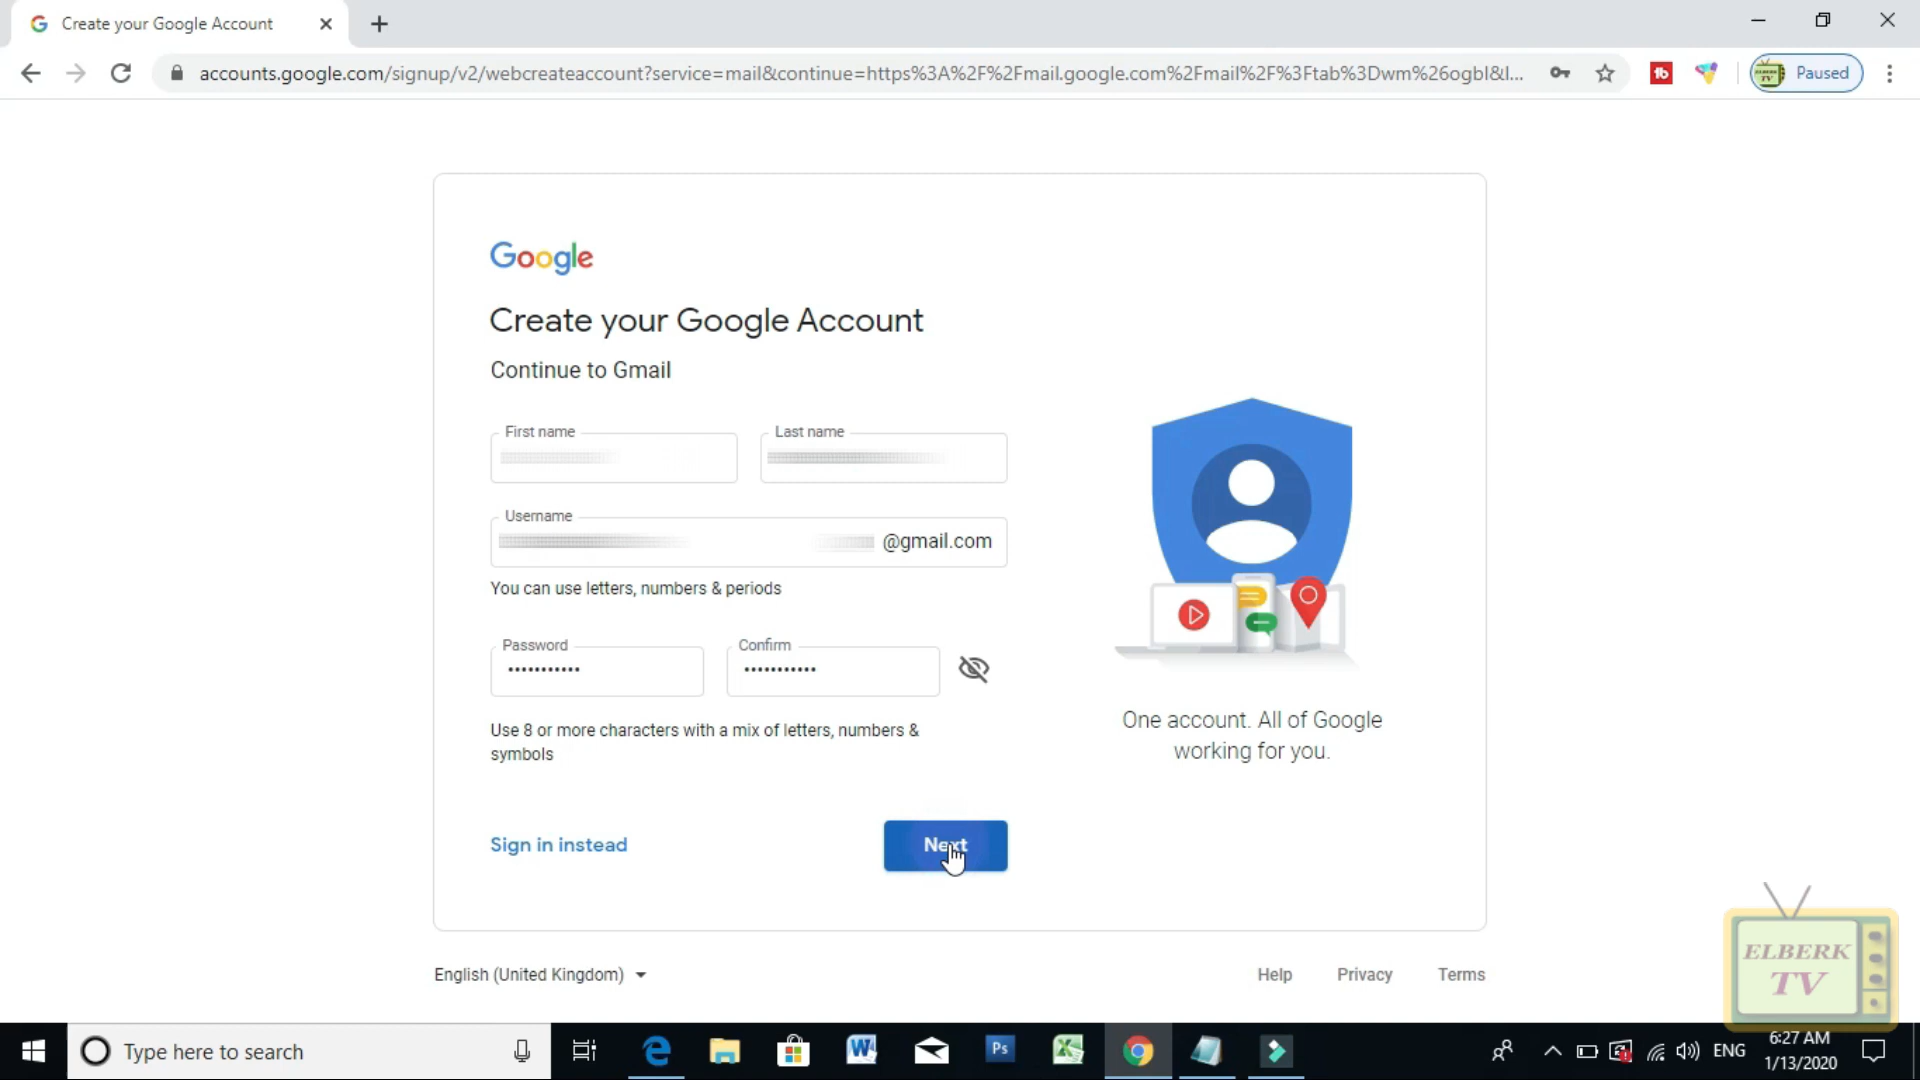 Create your Google Account
accounts.google.com/signup/v2/webcreateaccount?service=mail&continue=https%3A%2F%2Fmail.google.com%2Fmail%2F%3Ftab%3Dwm%26ogbl&l...
Paused
Google
Create your Google Account
Continue to Gmail
First name
Last name
Username
@gmail.com
You can use letters, numbers & periods
Password
Confirm
•••••••••••
•••••••••••
Use 8 or more characters with a mix of letters, numbers &
symbols
One account. All of Google
working for you.
Sign in instead
Next
English (United Kingdom)
Help
Privacy
Terms
ELBERK
TV
Type here to search
Ps
ENG
6:27 AM
1/13/2020